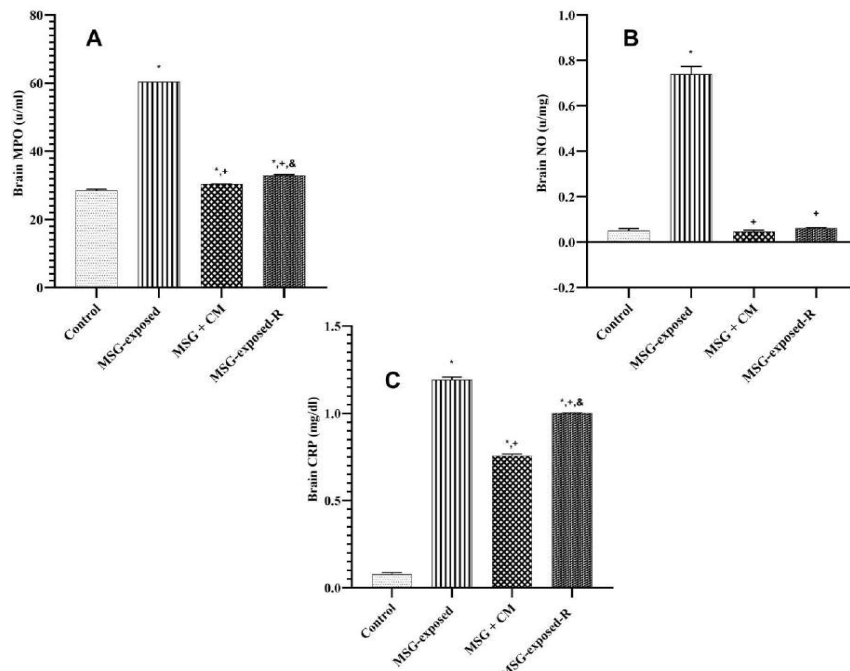 A
Brain MPO (u/ml)
80
60
40
20
0
*
*,+
*,+,&
Control
MSG-exposed
MSG + CM
MSG-exposed-R
B
Brain NO (u/mg)
1.0
0.8
0.6
0.4
0.2
0.0
-0.2
*
+
+
Control
MSG-exposed
MSG + CM
MSG-exposed-R
C
Brain CRP (mg/dl)
1.5
1.0
0.5
0.0
*
*,+
*,+,&
Control
MSG-exposed
MSG + CM
MSG-exposed-R